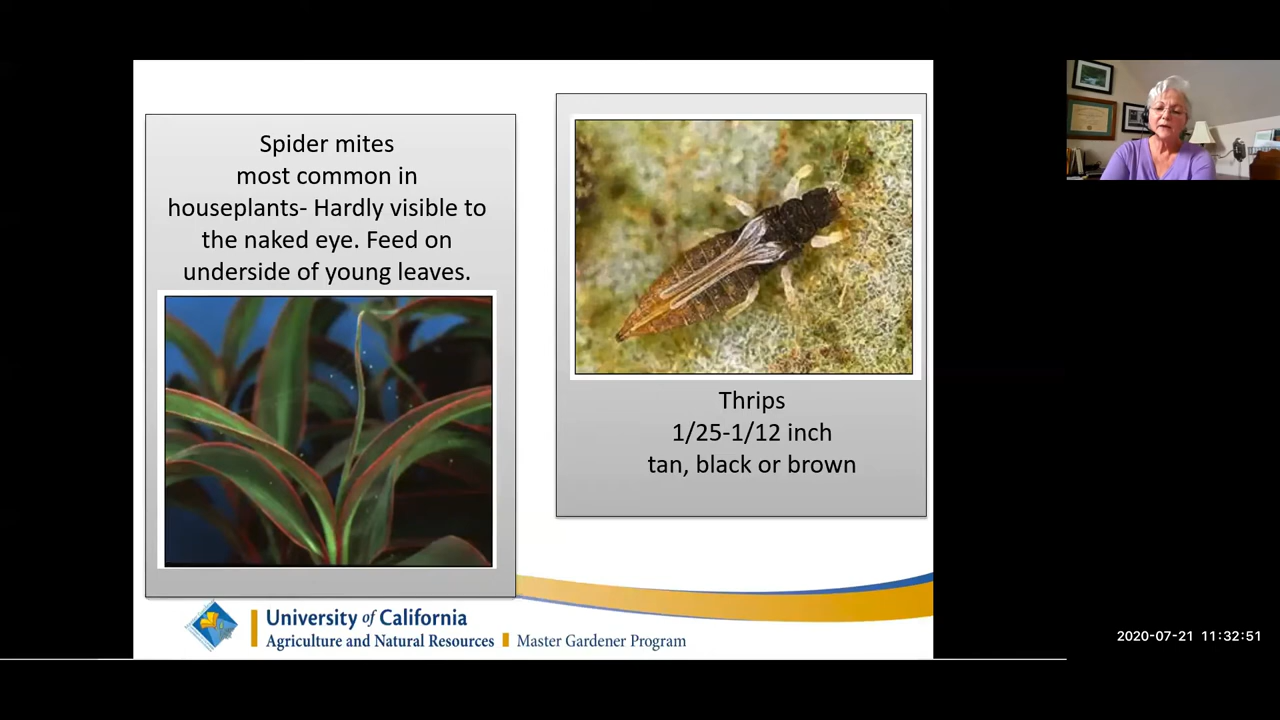 Spider mites
most common in
houseplants- Hardly visible to
the naked eye. Feed on
underside of young leaves.
Thrips
1/25-1/12 inch
tan, black or brown
University of California
Agriculture and Natural Resources Master Gardener Program
2020-07-21 11:32:51